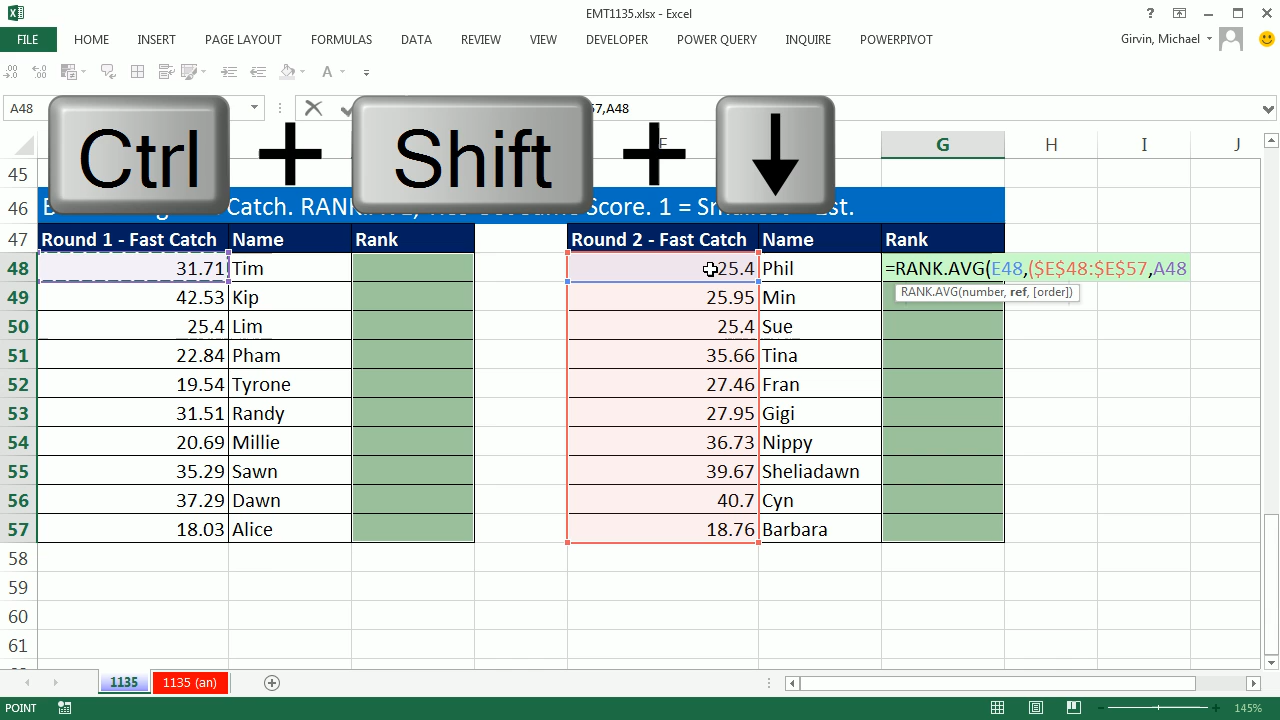 EMT1135.xlsx - Excel
FILE HOME INSERT PAGE LAYOUT FORMULAS DATA REVIEW VIEW DEVELOPER POWER QUERY INQUIRE POWERPIVOT Girvin, Michael
A48 57,A48
Ctrl + Shift +
G H I J
45
46 Catch. RANK.AVG, 1 = Smallest
47 Round 1 - Fast Catch Name Rank Round 2 - Fast Catch Name Rank
48 31.71 Tim 25.4 Phil =RANK.AVG(E48,($E$48:$E$57,A48
49 42.53 Kip 25.95 Min RANK.AVG(number, ref, [order])
50 25.4 Lim 25.4 Sue
51 22.84 Pham 35.66 Tina
52 19.54 Tyrone 27.46 Fran
53 31.51 Randy 27.95 Gigi
54 20.69 Millie 36.73 Nippy
55 35.29 Sawn 39.67 Sheliadawn
56 37.29 Dawn 40.7 Cyn
57 18.03 Alice 18.76 Barbara
58
59
60
61
1135 1135 (an)
POINT 145%